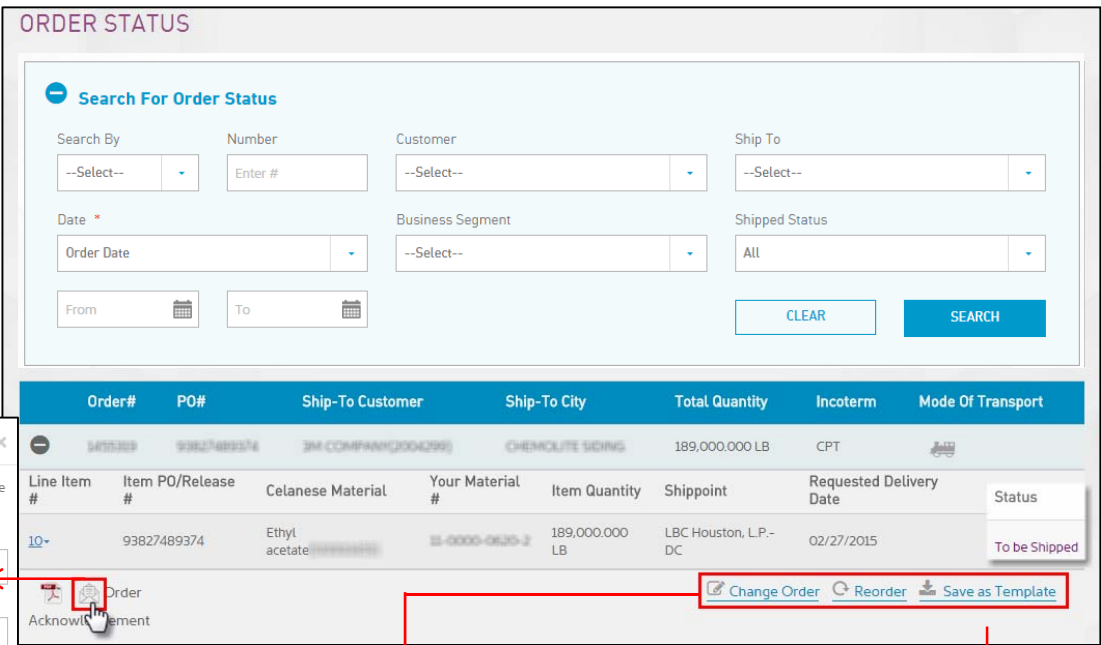 ORDER STATUS
Search For Order Status
Search By Number Customer Ship To
--Select-- Enter # --Select-- --Select--
Date * Business Segment Shipped Status
Order Date --Select-- All
From To CLEAR SEARCH
Order# PO# Ship-To Customer Ship-To City Total Quantity Incoterm Mode Of Transport
189,000.000 LB CPT
Line Item # Item PO/Release # Celanese Material Your Material # Item Quantity Shippoint Requested Delivery Date Status
10 93827489374 Ethyl acetate 189,000.000 LB LBC Houston, L.P.-DC 02/27/2015 To be Shipped
Order
Change Order Reorder Save as Template